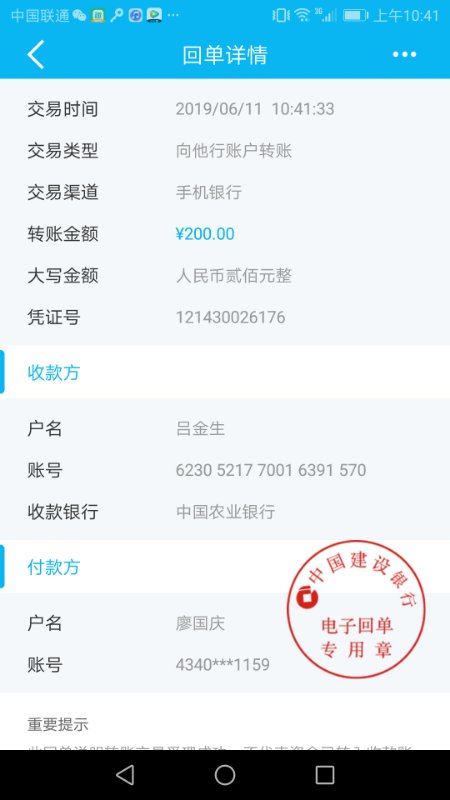 中国联通 3G 上午10:41
回单详情
交易时间 2019/06/11 10:41:33
交易类型 向他行账户转账
交易渠道 手机银行
转账金额 ¥200.00
大写金额 人民币贰佰元整
凭证号 121430026176
收款方
户名 吕金生
账号 6230 5217 7001 6391 570
收款银行 中国农业银行
付款方
中国建设银行
电子回单
专用章
户名 廖国庆
账号 4340***1159
重要提示